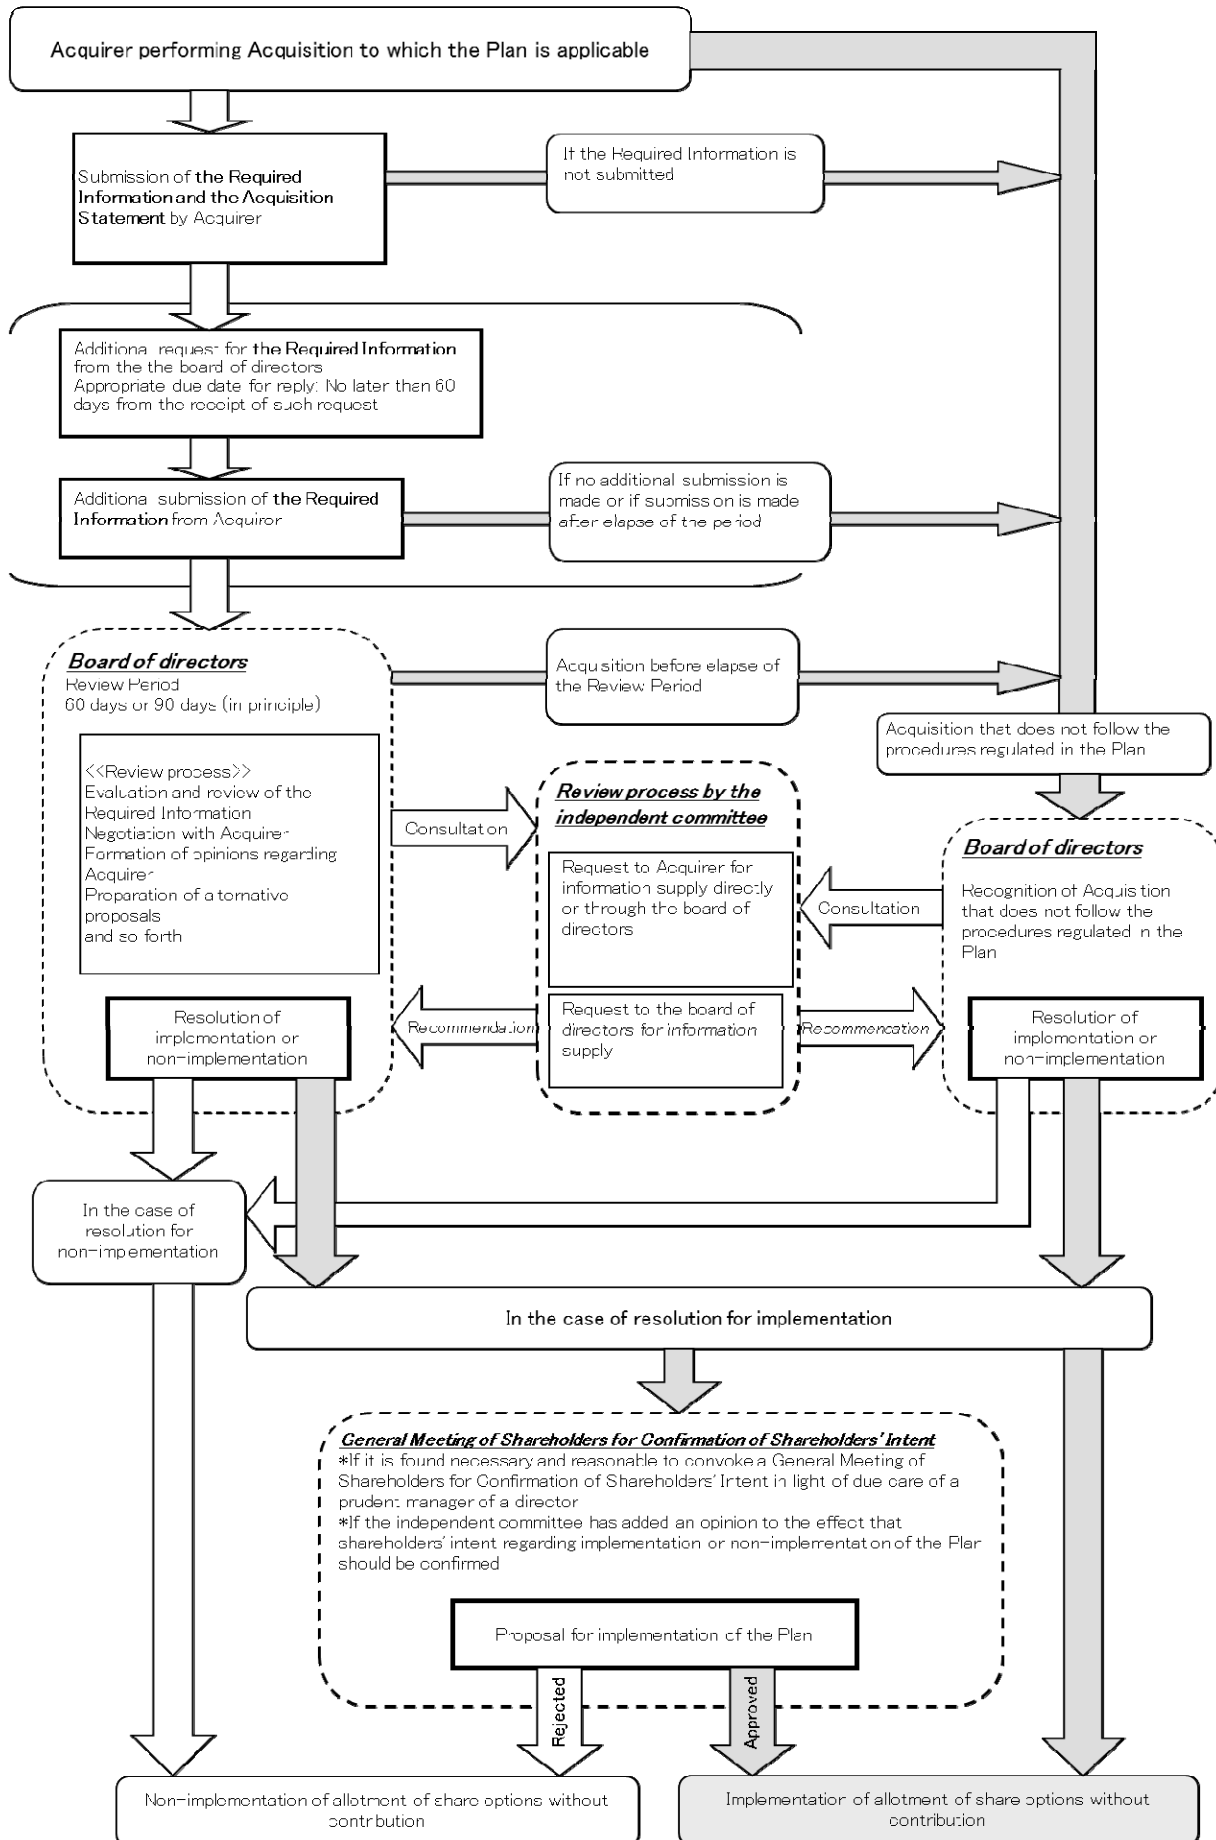 Acquirer performing Acquisition to which the Plan is applicable
Submission of the Required
Information and the Acquisition
Statement by Acquirer
If the Required Information is
not submitted
Additional request for the Required Information
from the the board of directors
Appropriate due date for reply: No later than 60
days from the receipt of such request
Additional submission of the Required
Information from Acquiror
If no additional submission is
made or if submission is made
after elapse of the period
Board of directors
Review Period
60 days or 90 days (in principle)
<<Review process>>
Evaluation and review of the
Required Information
Negotiation with Acquirer
Formation of opinions regarding
Acquirer
Preparation of alternative
proposals
and so forth
Resolution of
implementation or
non-implementation
Acquisition before elapse of
the Review Period
Acquisition that does not follow the
procedures regulated in the Plan
Consultation
Review process by the
independent committee
Request to Acquirer for
information supply directly
or through the board of
directors
Request to the board of
directors for information
supply
Consultation
Recommendation
Recommendation
Board of directors
Recognition of Acquisition
that does not follow the
procedures regulated in the
Plan
Resolution of
implementation or
non-implementation
In the case of
resolution for
non-implementation
In the case of resolution for implementation
General Meeting of Shareholders for Confirmation of Shareholders' Intent
*If it is found necessary and reasonable to convoke a General Meeting of
Shareholders for Confirmation of Shareholders' Intent in light of due care of a
prudent manager of a director
*If the independent committee has added an opinion to the effect that
shareholders' intent regarding implementation or non-implementation of the Plan
should be confirmed
Proposal for implementation of the Plan
Rejected
Approved
Non-implementation of allotment of share options without
contribution
Implementation of allotment of share options without
contribution